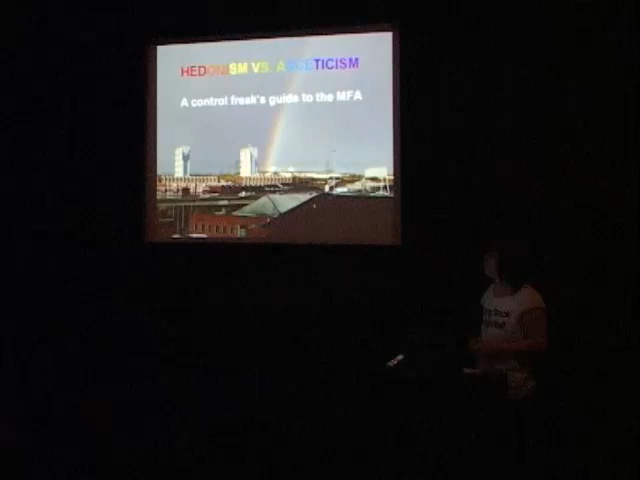 HEDONISM VS. ASCETICISM
A control freak's guide to the MFA